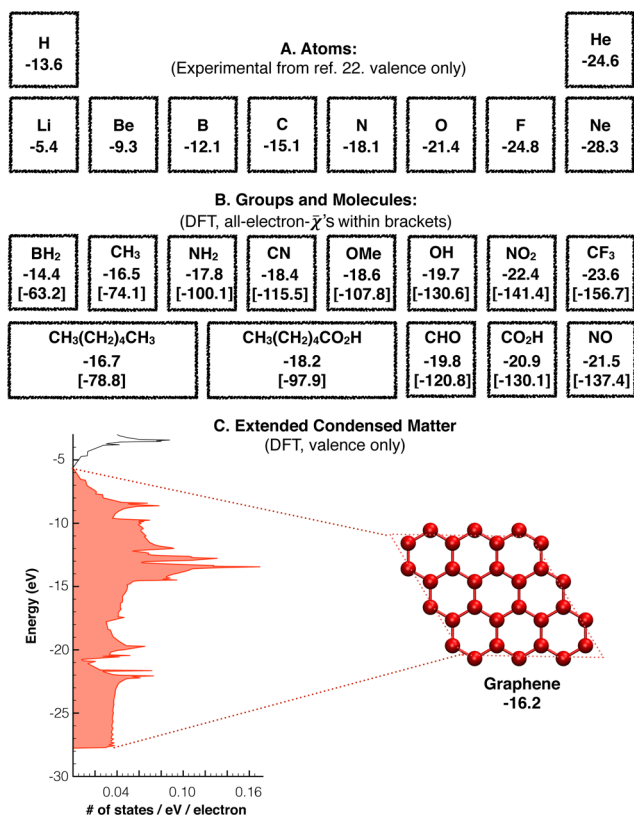 A. Atoms:
(Experimental from ref. 22. valence only)
H
-13.6
He
-24.6
Li
-5.4
Be
-9.3
B
-12.1
C
-15.1
N
-18.1
O
-21.4
F
-24.8
Ne
-28.3
B. Groups and Molecules:
(DFT, all-electron-χ̄'s within brackets)
BH₂
-14.4
[-63.2]
CH₃
-16.5
[-74.1]
NH₂
-17.8
[-100.1]
CN
-18.4
[-115.5]
OMe
-18.6
[-107.8]
OH
-19.7
[-130.6]
NO₂
-22.4
[-141.4]
CF₃
-23.6
[-156.7]
CH₃(CH₂)₄CH₃
-16.7
[-78.8]
CH₃(CH₂)₄CO₂H
-18.2
[-97.9]
CHO
-19.8
[-120.8]
CO₂H
-20.9
[-130.1]
NO
-21.5
[-137.4]
C. Extended Condensed Matter
(DFT, valence only)
Energy (eV)
-5
-10
-15
-20
-25
-30
0.04
0.10
0.16
# of states / eV / electron
Graphene
-16.2